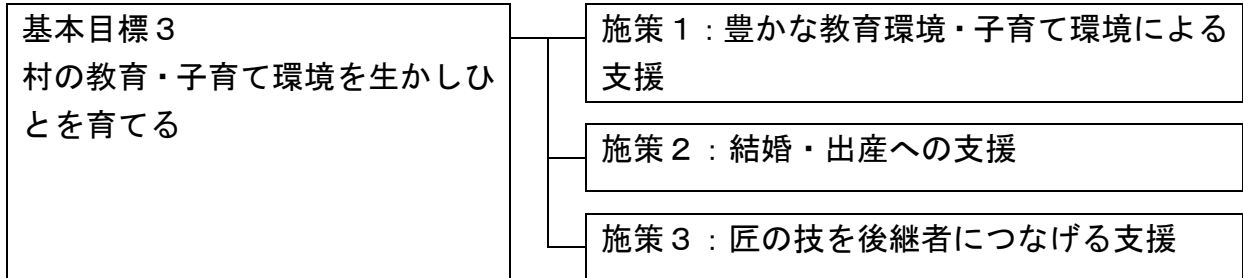 基本目標３
村の教育・子育て環境を生かしひ
とを育てる
施策１：豊かな教育環境・子育て環境による
支援
施策２：結婚・出産への支援
施策３：匠の技を後継者につなげる支援